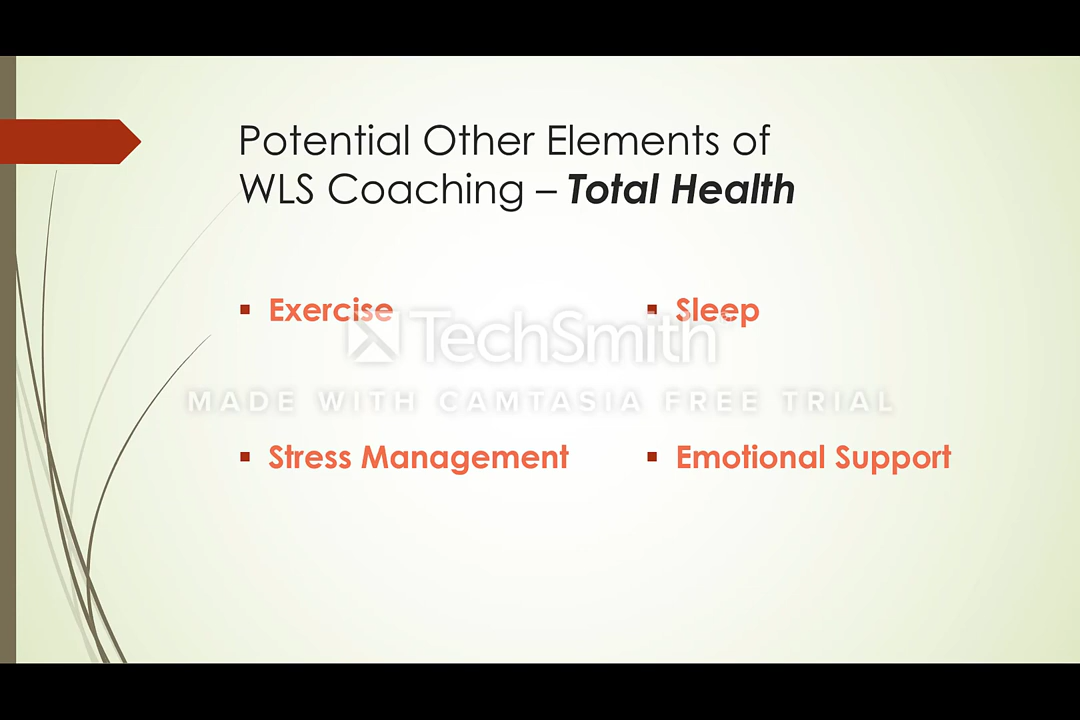 Potential Other Elements of
WLS Coaching – Total Health
Exercise
Sleep
TechSmith
MADE WITH CAMTASIA FREE TRIAL
Stress Management
Emotional Support